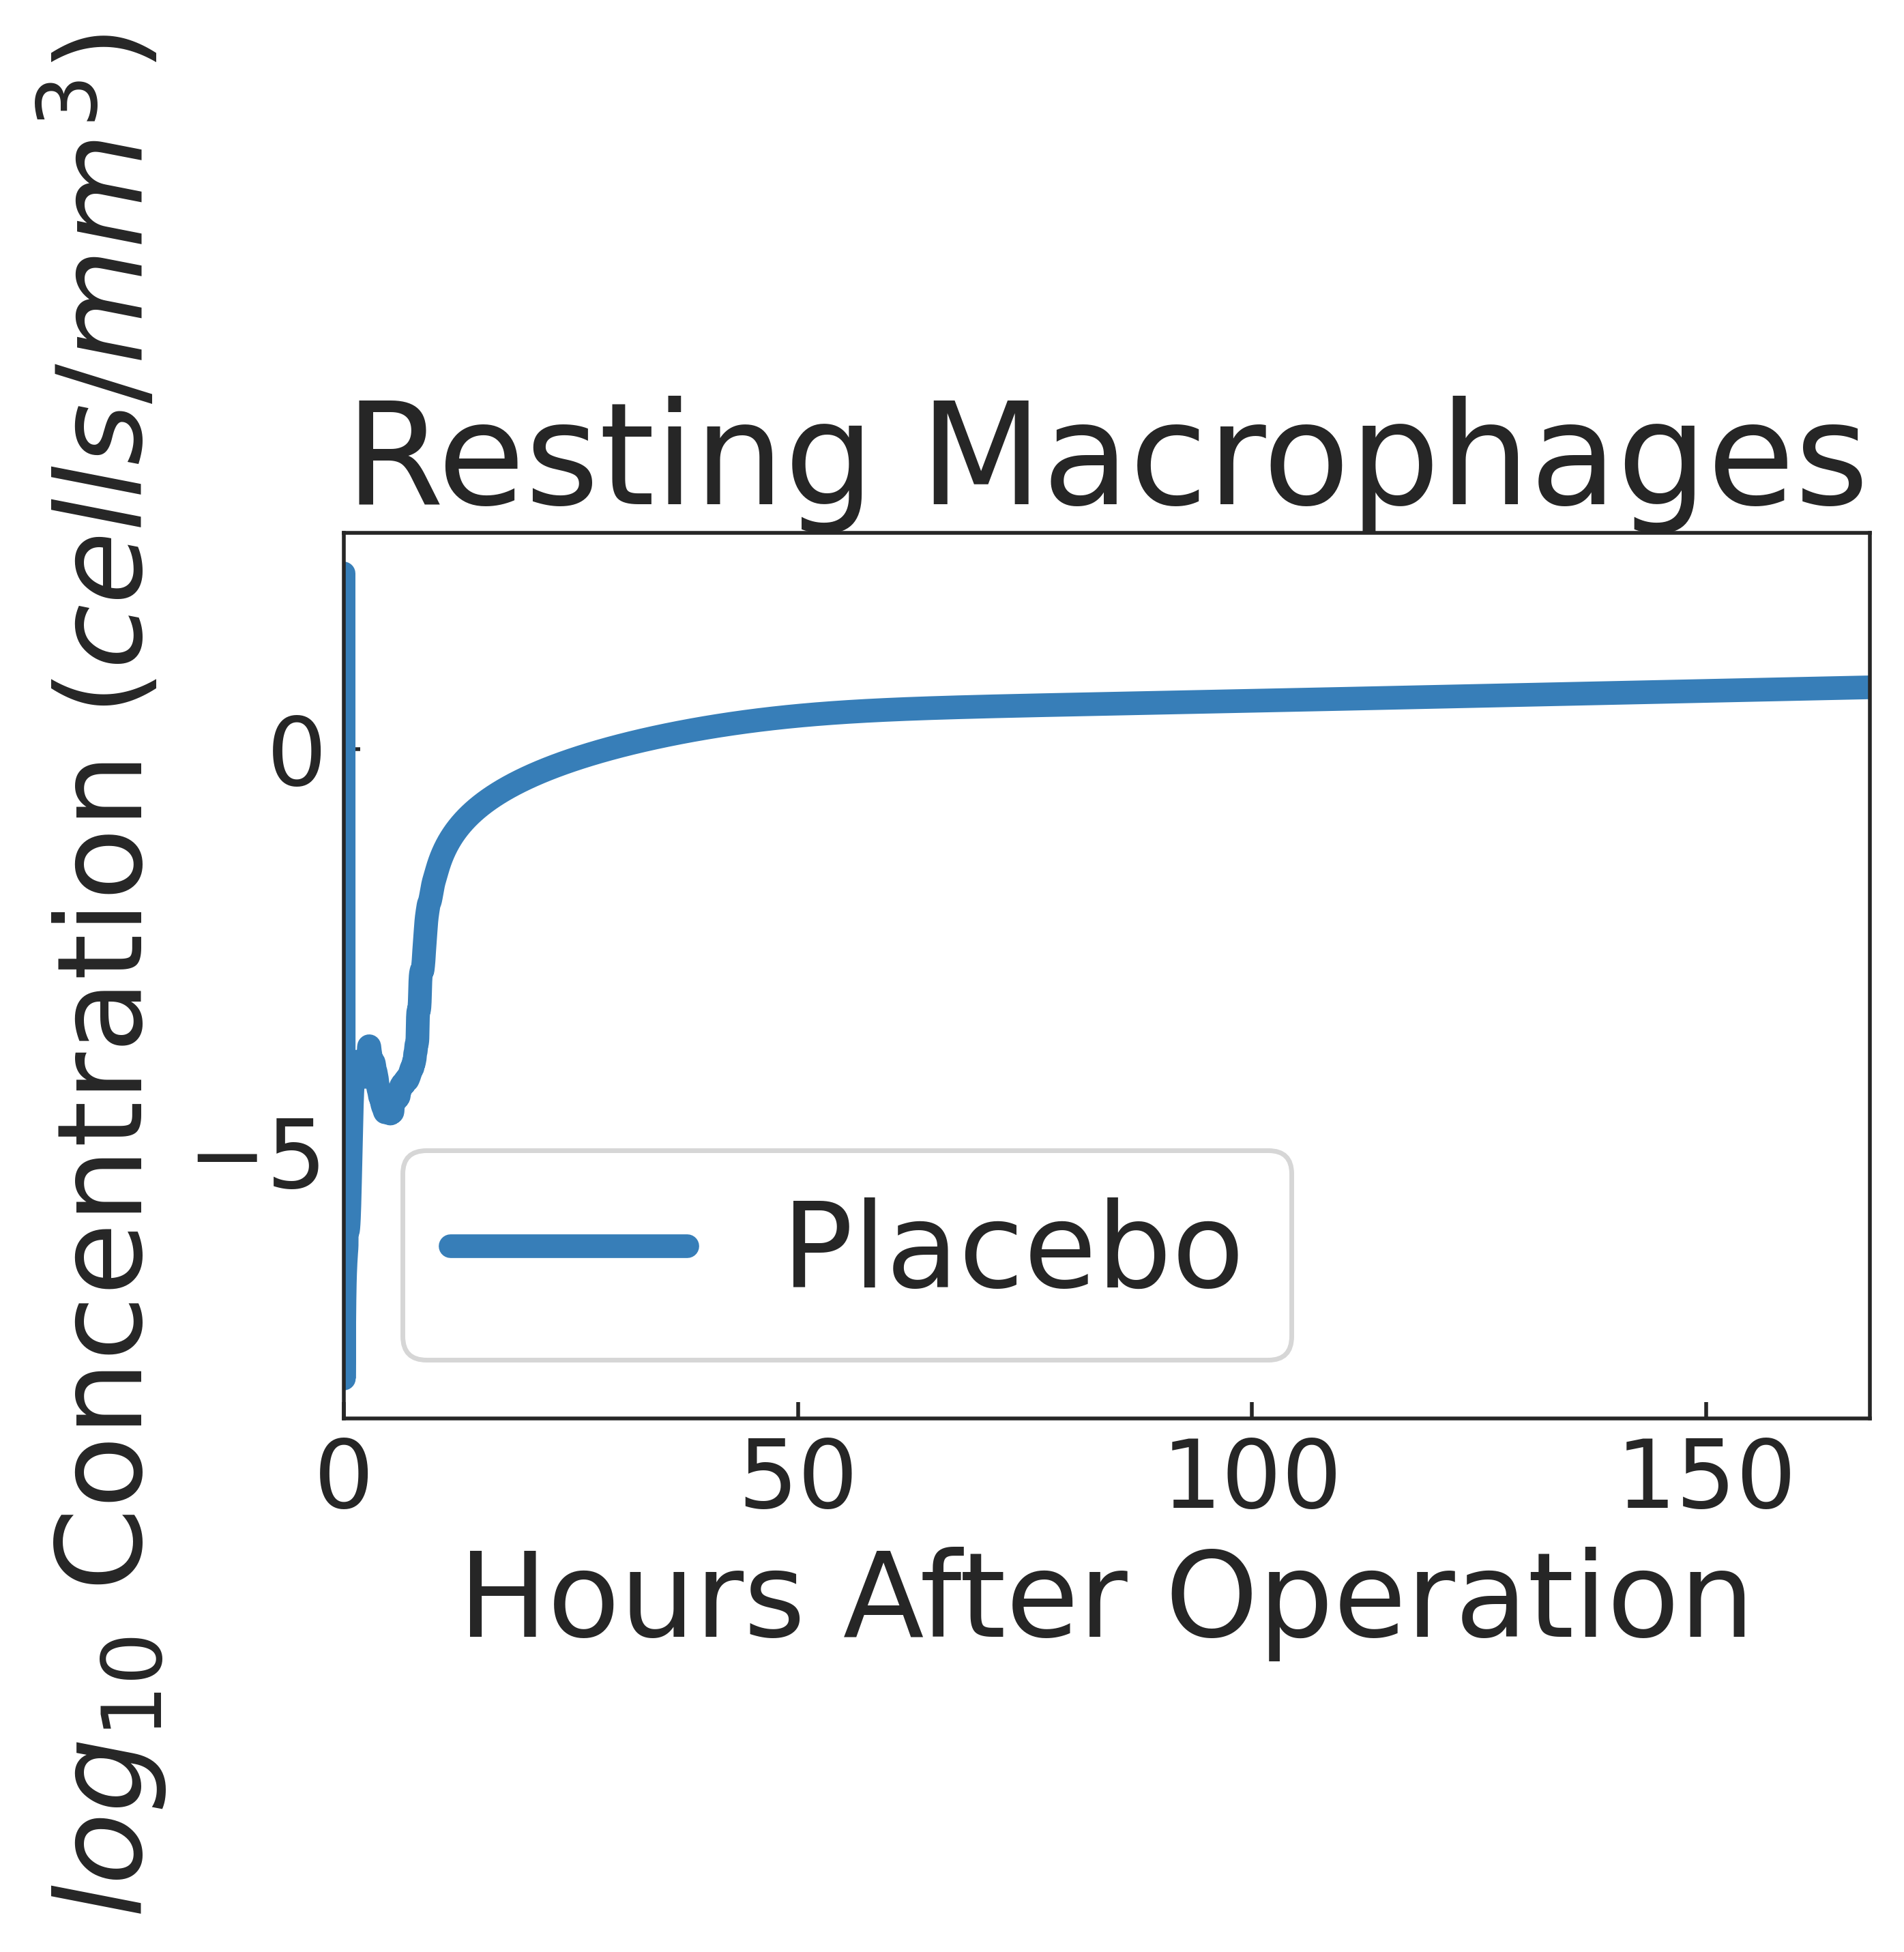 Resting Macrophages
log10 Concentration (cells/mm3)
0
−5
Placebo
0 50 100 150
Hours After Operation